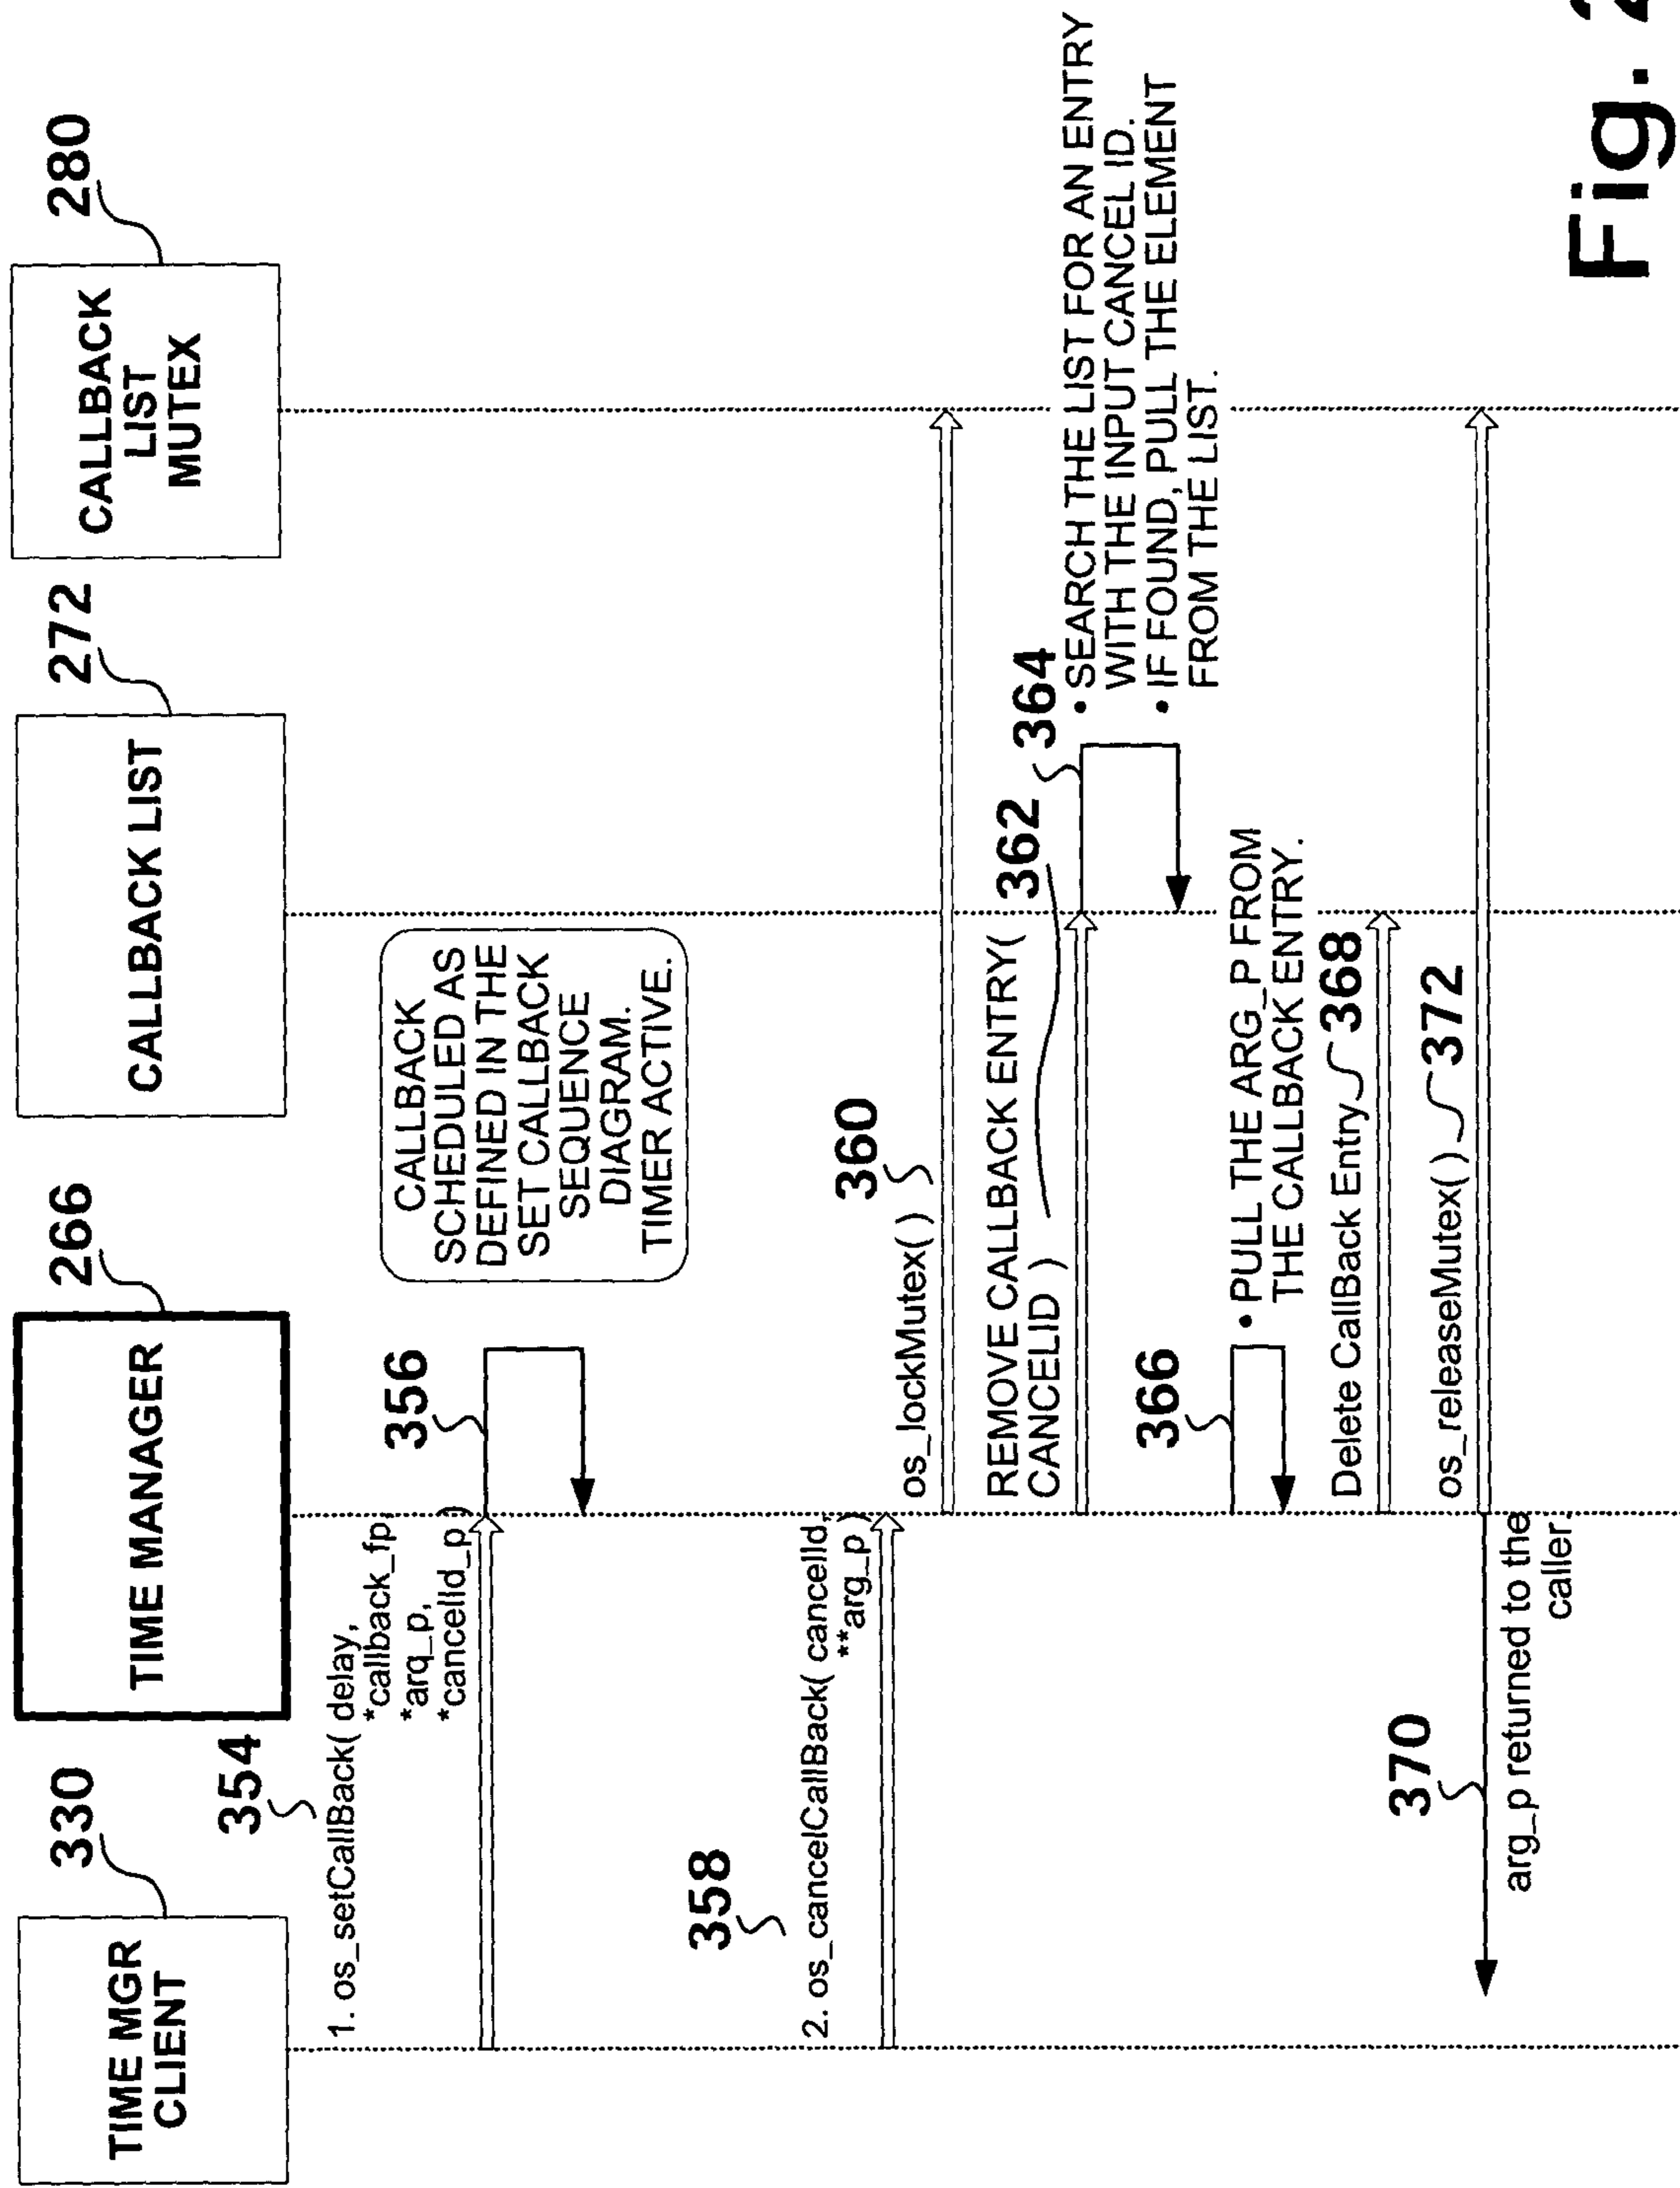 330
TIME MGR
CLIENT
266
TIME MANAGER
272
CALLBACK LIST
280
CALLBACK
LIST
MUTEX
354
1. os_setCallBack( delay,
*callback_fp,
*arq_p,
*cancelId_p )
356
CALLBACK
SCHEDULED AS
DEFINED IN THE
SET CALLBACK
SEQUENCE
DIAGRAM.
TIMER ACTIVE.
358
2. os_cancelCallBack( cancelId,
**arg_p )
360
os_lockMutex( )
362
REMOVE CALLBACK ENTRY(
CANCELID )
364
• SEARCH THE LIST FOR AN ENTRY
WITH THE INPUT CANCEL ID.
• IF FOUND, PULL THE ELEMENT
FROM THE LIST.
366
• PULL THE ARG_P FROM
THE CALLBACK ENTRY.
Delete CallBack Entry 368
os_releaseMutex( ) 372
370
arg_p returned to the
caller.
Fig.